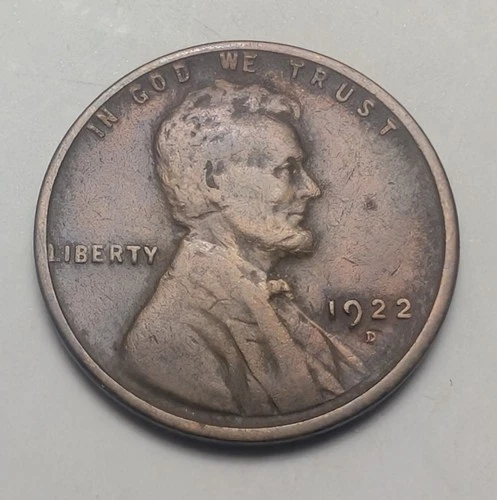 IN GOD WE TRUST
LIBERTY
1922
D